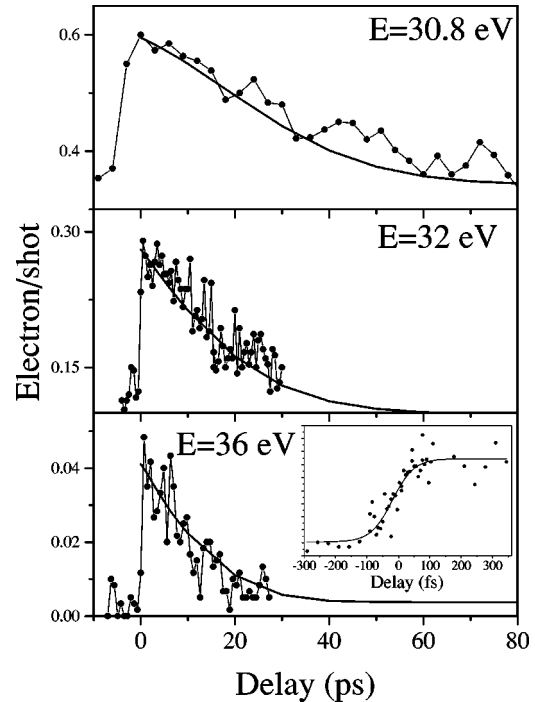 E=30.8 eV
0.6
0.4
E=32 eV
0.30
0.15
Electron/shot
E=36 eV
0.04
0.02
0.00
-300 -200 -100 0 100 200 300
Delay (fs)
0 20 40 60 80
Delay (ps)